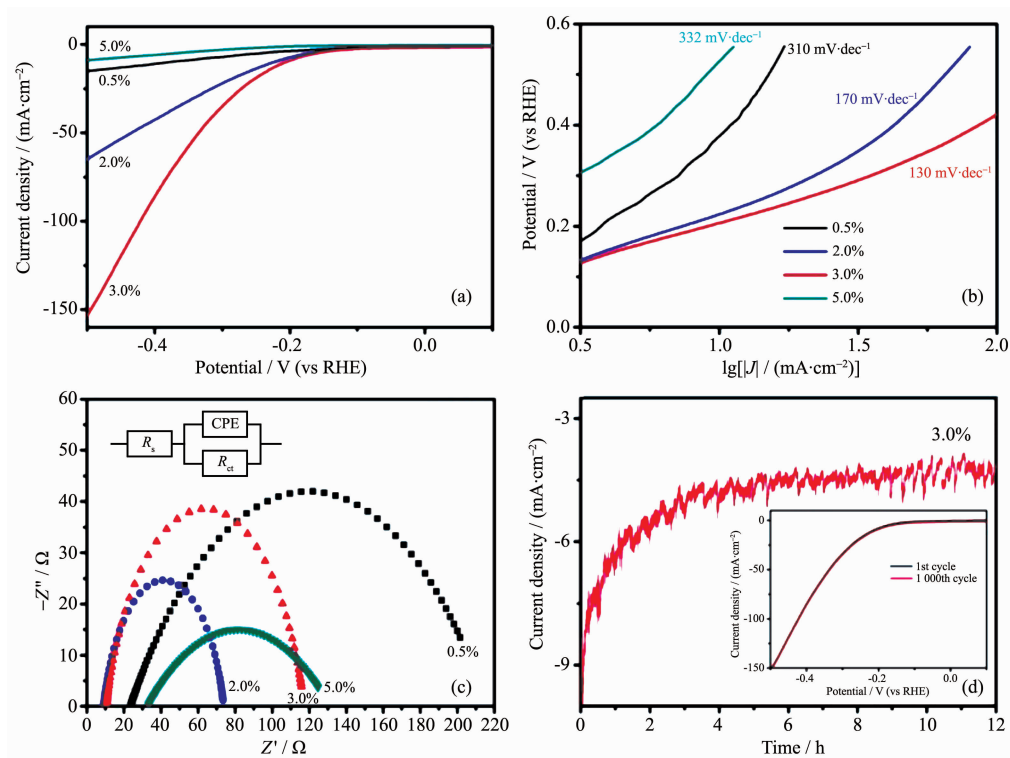 0
-50
-100
-150
Current density / (mA·cm⁻²)
5.0%
0.5%
2.0%
3.0%
(a)
-0.4
-0.2
0.0
Potential / V (vs RHE)
0.6
0.4
0.2
0.0
Potential / V (vs RHE)
332 mV·dec⁻¹
310 mV·dec⁻¹
170 mV·dec⁻¹
130 mV·dec⁻¹
0.5%
2.0%
3.0%
5.0%
(b)
0.5
1.0
1.5
2.0
lg[|J| / (mA·cm⁻²)]
60
50
40
30
20
10
0
−Z″ / Ω
CPE
Rs
Rct
0.5%
2.0%
3.0%
5.0%
(c)
0 20 40 60 80 100 120 140 160 180 200 220
Z′ / Ω
-3
-6
-9
Current density / (mA·cm⁻²)
3.0%
0
-50
-100
-150
Current density / (mA·cm⁻²)
1st cycle
1 000th cycle
-0.4
-0.2
0.0
Potential / V (vs RHE)
(d)
0 2 4 6 8 10 12
Time / h